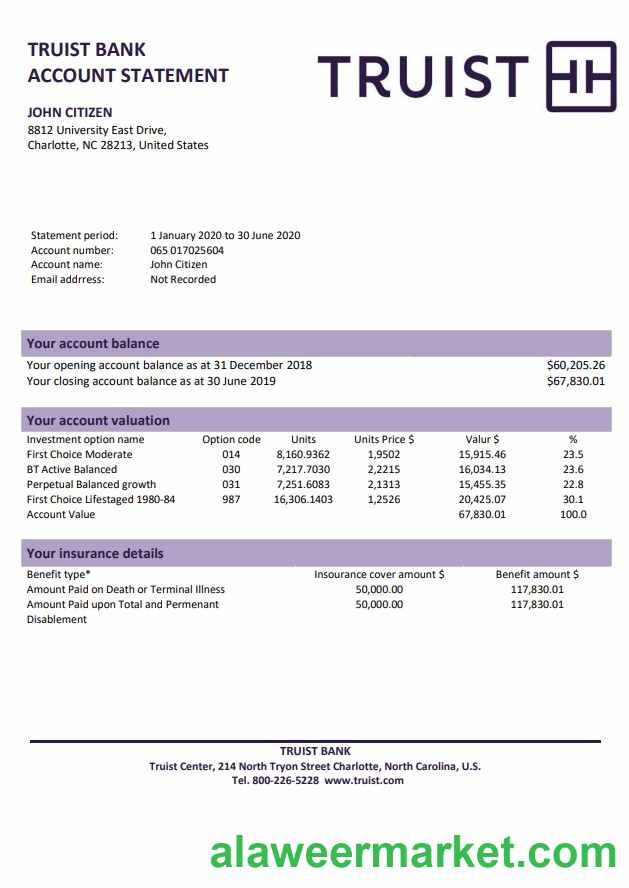 TRUIST BANK
ACCOUNT STATEMENT
TRUIST
JOHN CITIZEN
8812 University East Drive,
Charlotte, NC 28213, United States
Statement period: 1 January 2020 to 30 June 2020
Account number: 065 017025604
Account name: John Citizen
Email addrress: Not Recorded
Your account balance
Your opening account balance as at 31 December 2018 $60,205.26
Your closing account balance as at 30 June 2019 $67,830.01
Your account valuation
Investment option name Option code Units Units Price $ Valur $ %
First Choice Moderate 014 8,160.9362 1,9502 15,915.46 23.5
BT Active Balanced 030 7,217.7030 2,2215 16,034.13 23.6
Perpetual Balanced growth 031 7,251.6083 2,1313 15,455.35 22.8
First Choice Lifestaged 1980-84 987 16,306.1403 1,2526 20,425.07 30.1
Account Value 67,830.01 100.0
Your insurance details
Benefit type* Insourance cover amount $ Benefit amount $
Amount Paid on Death or Terminal Illness 50,000.00 117,830.01
Amount Paid upon Total and Permenant 50,000.00 117,830.01
Disablement
TRUIST BANK
Truist Center, 214 North Tryon Street Charlotte, North Carolina, U.S.
Tel. 800-226-5228 www.truist.com
alaweermarket.com